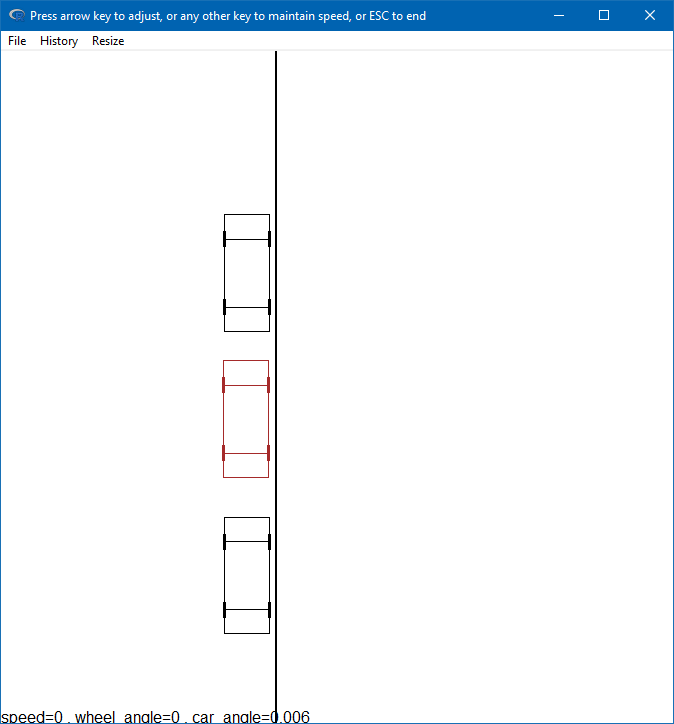 Press arrow key to adjust, or any other key to maintain speed, or ESC to end
File History Resize
speed=0 , wheel_angle=0 , car_angle=0.006